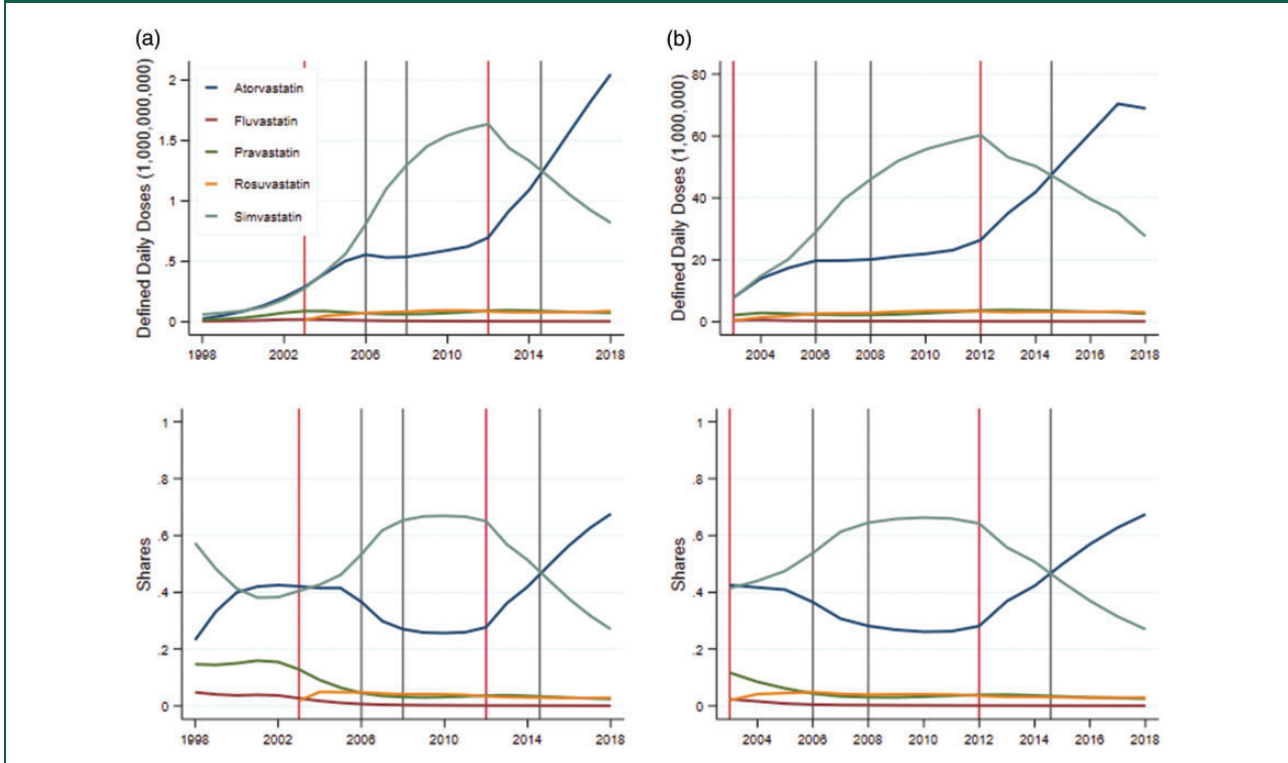 (a)
Defined Daily Doses (1,000,000,000)
2
1.5
1
.5
0
Atorvastatin
Fluvastatin
Pravastatin
Rosuvastatin
Simvastatin
1998 2002 2006 2010 2014 2018
(b)
Defined Daily Doses (1,000,000)
80
60
40
20
0
2004 2006 2008 2010 2012 2014 2016 2018
Shares
1
.8
.6
.4
.2
0
1998 2002 2006 2010 2014 2018
Shares
1
.8
.6
.4
.2
0
2004 2006 2008 2010 2012 2014 2016 2018